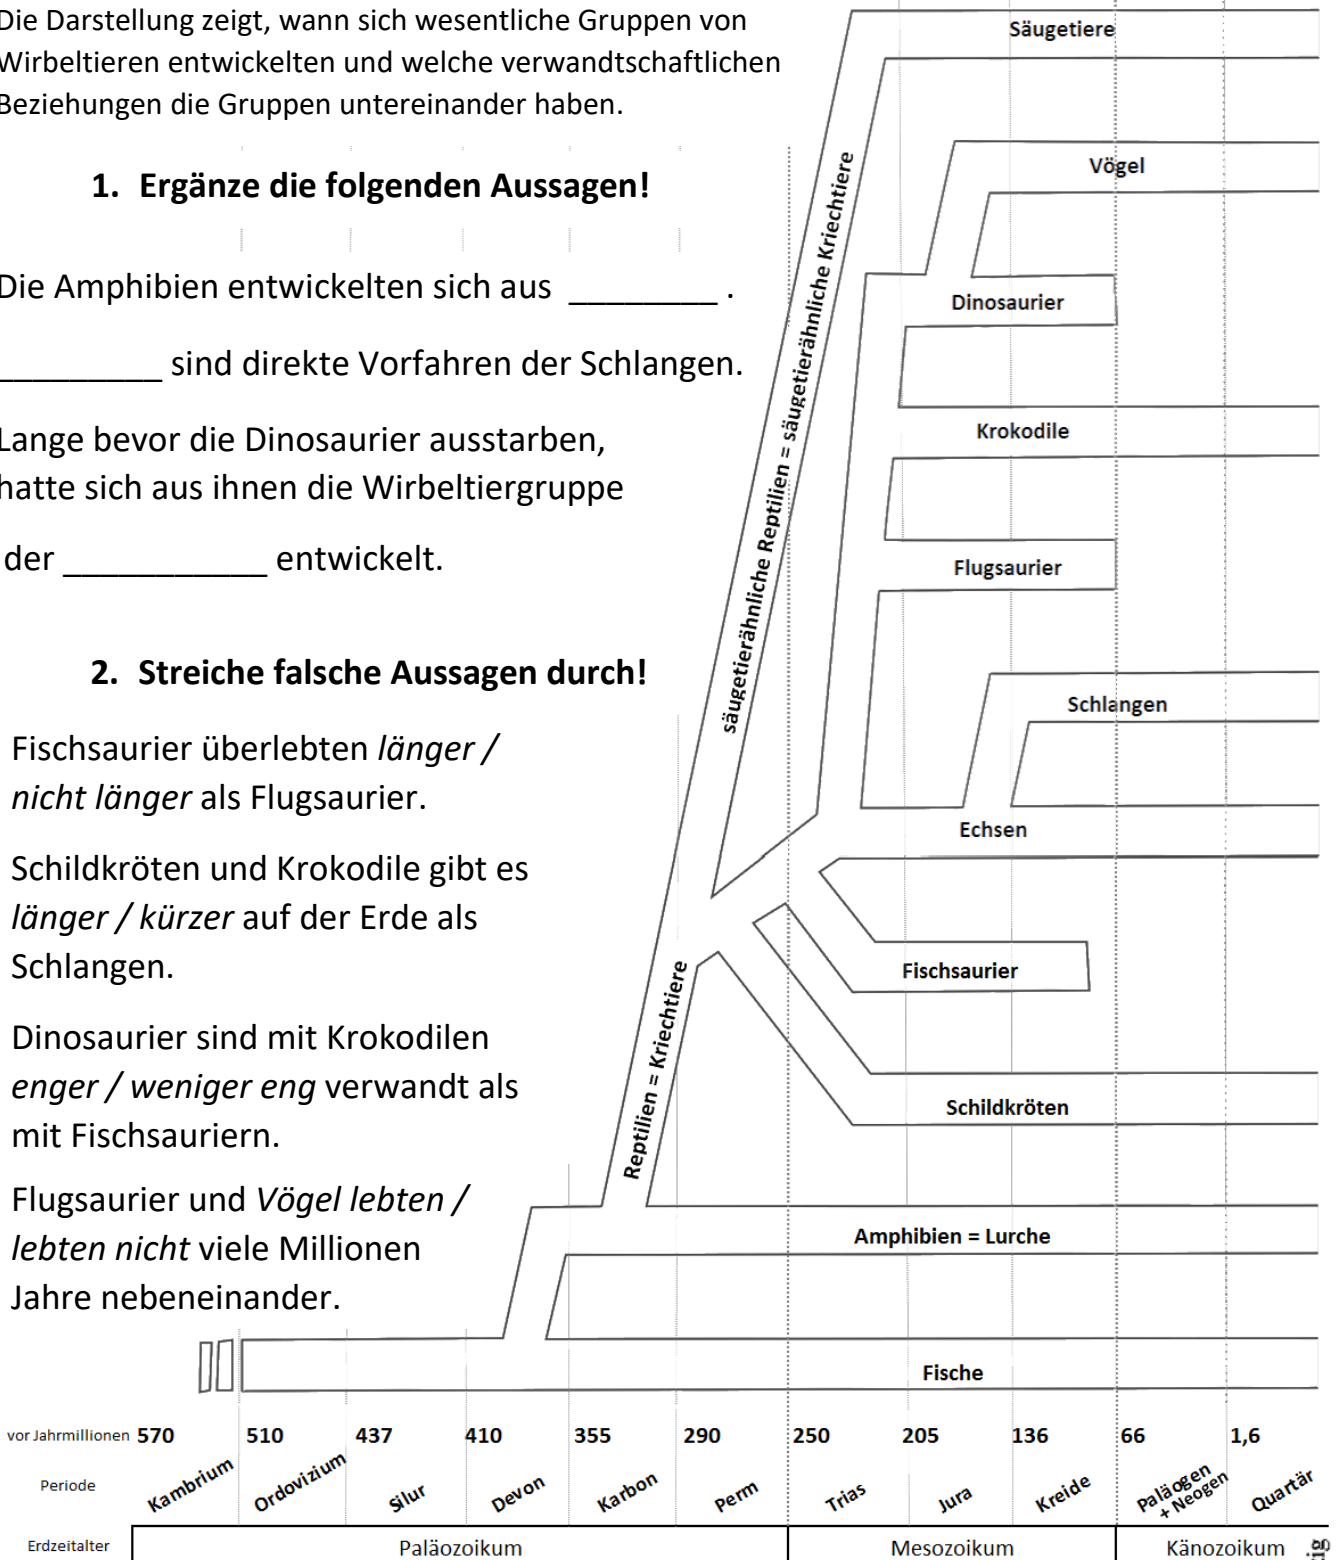 Die Darstellung zeigt, wann sich wesentliche Gruppen von
Wirbeltieren entwickelten und welche verwandtschaftlichen
Beziehungen die Gruppen untereinander haben.
1. Ergänze die folgenden Aussagen!
Die Amphibien entwickelten sich aus ________ .
_________ sind direkte Vorfahren der Schlangen.
Lange bevor die Dinosaurier ausstarben,
hatte sich aus ihnen die Wirbeltiergruppe
der ___________ entwickelt.
2. Streiche falsche Aussagen durch!
Fischsaurier überlebten länger /
nicht länger als Flugsaurier.
Schildkröten und Krokodile gibt es
länger / kürzer auf der Erde als
Schlangen.
Dinosaurier sind mit Krokodilen
enger / weniger eng verwandt als
mit Fischsauriern.
Flugsaurier und Vögel lebten /
lebten nicht viele Millionen
Jahre nebeneinander.
Säugetiere
Vögel
Dinosaurier
Krokodile
Flugsaurier
Schlangen
Echsen
Fischsaurier
Schildkröten
Amphibien = Lurche
Fische
säugetierähnliche Reptilien = säugetierähnliche Kriechtiere
Reptilien = Kriechtiere
vor Jahrmillionen 570 510 437 410 355 290 250 205 136 66 1,6
Periode Kambrium Ordovizium Silur Devon Karbon Perm Trias Jura Kreide Paläogen + Neogen Quartär
Erdzeitalter Paläozoikum Mesozoikum Känozoikum